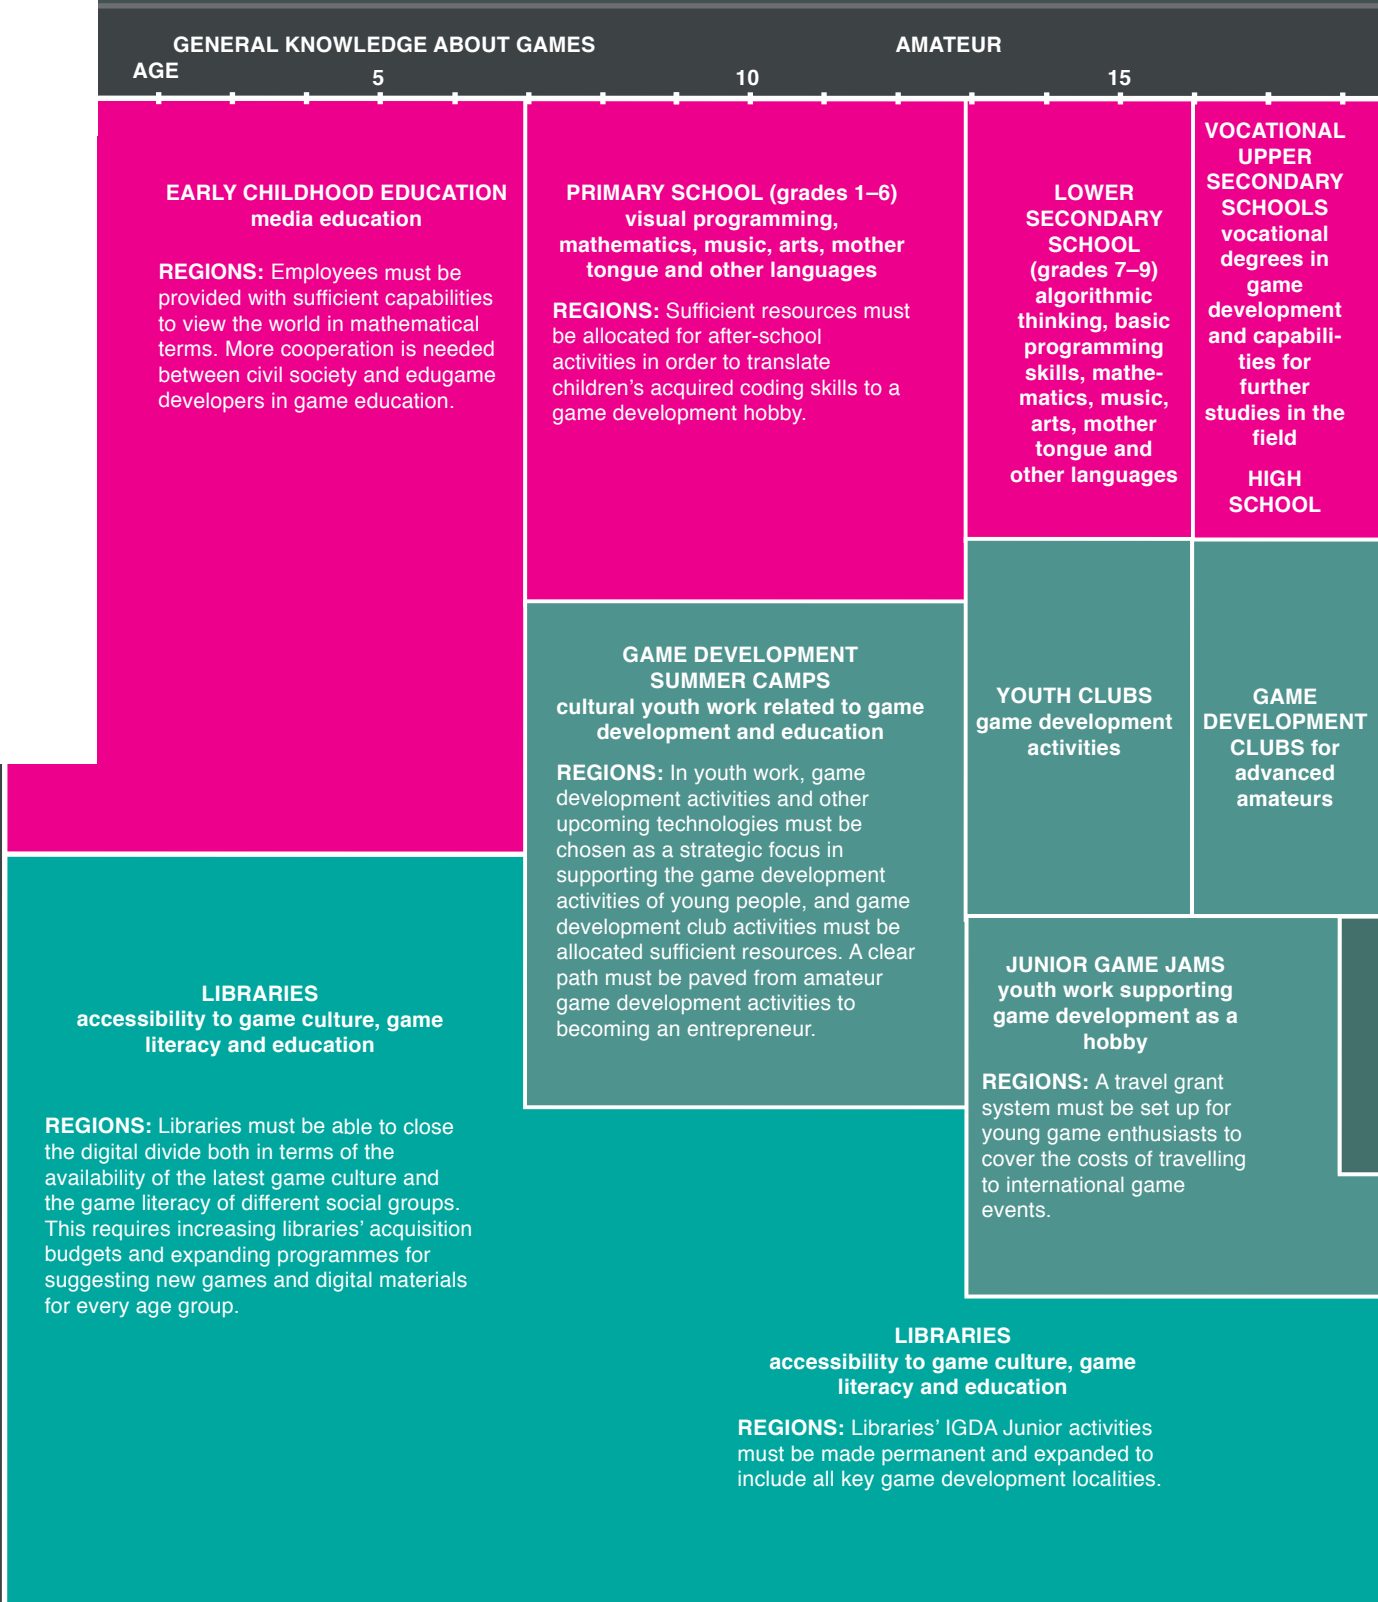 GENERAL KNOWLEDGE ABOUT GAMES
AMATEUR
AGE
5
10
15
EARLY CHILDHOOD EDUCATION
media education
REGIONS: Employees must be
provided with sufficient capabilities
to view the world in mathematical
terms. More cooperation is needed
between civil society and edugame
developers in game education.
PRIMARY SCHOOL (grades 1–6)
visual programming,
mathematics, music, arts, mother
tongue and other languages
REGIONS: Sufficient resources must
be allocated for after-school
activities in order to translate
children's acquired coding skills to a
game development hobby.
LOWER
SECONDARY
SCHOOL
(grades 7–9)
algorithmic
thinking, basic
programming
skills, mathe-
matics, music,
arts, mother
tongue and
other languages
VOCATIONAL
UPPER
SECONDARY
SCHOOLS
vocational
degrees in
game
development
and capabili-
ties for
further
studies in the
field
HIGH
SCHOOL
GAME DEVELOPMENT
SUMMER CAMPS
cultural youth work related to game
development and education
REGIONS: In youth work, game
development activities and other
upcoming technologies must be
chosen as a strategic focus in
supporting the game development
activities of young people, and game
development club activities must be
allocated sufficient resources. A clear
path must be paved from amateur
game development activities to
becoming an entrepreneur.
YOUTH CLUBS
game development
activities
GAME
DEVELOPMENT
CLUBS for
advanced
amateurs
JUNIOR GAME JAMS
youth work supporting
game development as a
hobby
REGIONS: A travel grant
system must be set up for
young game enthusiasts to
cover the costs of travelling
to international game
events.
LIBRARIES
accessibility to game culture, game
literacy and education
REGIONS: Libraries must be able to close
the digital divide both in terms of the
availability of the latest game culture and
the game literacy of different social groups.
This requires increasing libraries' acquisition
budgets and expanding programmes for
suggesting new games and digital materials
for every age group.
LIBRARIES
accessibility to game culture, game
literacy and education
REGIONS: Libraries' IGDA Junior activities
must be made permanent and expanded to
include all key game development localities.